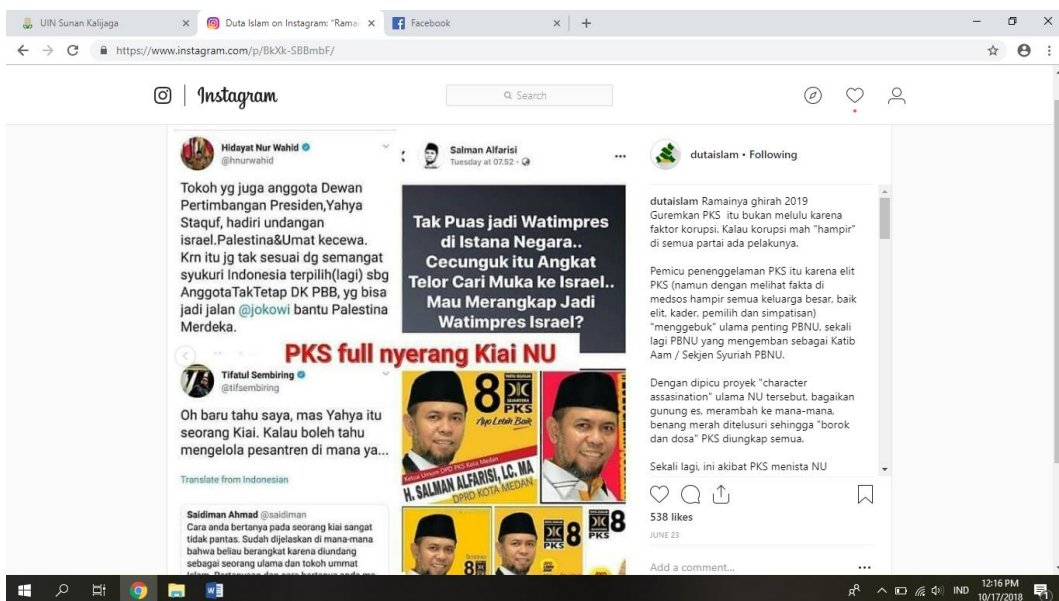 UIN Sunan Kalijaga
Duta Islam on Instagram: "Rama
Facebook
https://www.instagram.com/p/BkXk-SBBmbF/
Instagram
Search
Hidayat Nur Wahid
@hnurwahid
Tokoh yg juga anggota Dewan
Pertimbangan Presiden,Yahya
Staquf, hadiri undangan
israel.Palestina&Umat kecewa.
Krn itu jg tak sesuai dg semangat
syukuri Indonesia terpilih(lagi) sbg
AnggotaTakTetap DK PBB, yg bisa
jadi jalan @jokowi bantu Palestina
Merdeka.
Salman Alfarisi
Tuesday at 07.52
Tak Puas jadi Watimpres
di Istana Negara..
Cecunguk itu Angkat
Telor Cari Muka ke Israel..
Mau Merangkap Jadi
Watimpres Israel?
PKS full nyerang Kiai NU
Tifatul Sembiring
@tifsembiring
Oh baru tahu saya, mas Yahya itu
seorang Kiai. Kalau boleh tahu
mengelola pesantren di mana ya...
Translate from Indonesian
Saidiman Ahmad @saidiman
Cara anda bertanya pada seorang kiai sangat
tidak pantas. Sudah dijelaskan di mana-mana
bahwa beliau berangkat karena diundang
sebagai seorang ulama dan tokoh ummat
8 PKS
Ayo Lebih Baik
Ketua Umum DPD PKS Kota Medan
H. SALMAN ALFARISI, LC. MA
DPRD KOTA MEDAN
8
PKS
8
PKS
8
dutaislam • Following
dutaislam Ramainya ghirah 2019
Guremkan PKS itu bukan melulu karena
faktor korupsi. Kalau korupsi mah "hampir"
di semua partai ada pelakunya.
Pemicu penenggelaman PKS itu karena elit
PKS (namun dengan melihat fakta di
medsos hampir semua keluarga besar, baik
elit, kader, pemilih dan simpatisan)
"menggebuk" ulama penting PBNU, sekali
lagi PBNU yang mengemban sebagai Katib
Aam / Sekjen Syuriah PBNU.
Dengan dipicu proyek "character
assasination" ulama NU tersebut, bagaikan
gunung es, merambah ke mana-mana,
benang merah ditelusuri sehingga "borok
dan dosa" PKS diungkap semua.
Sekali lagi, ini akibat PKS menista NU
538 likes
JUNE 23
Add a comment...
IND
12:16 PM
10/17/2018